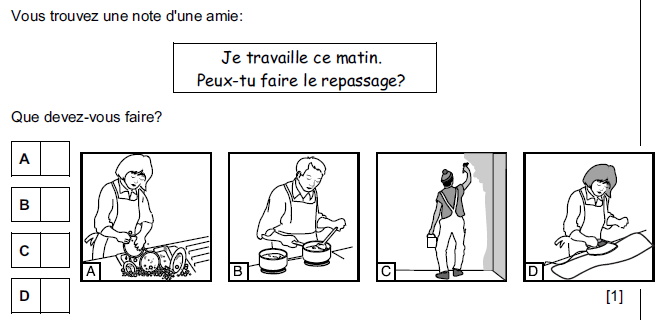 Vous trouvez une note d'une amie:
Je travaille ce matin.
Peux-tu faire le repassage?
Que devez-vous faire?
A
B
C
D
A
B
C
D
[1]